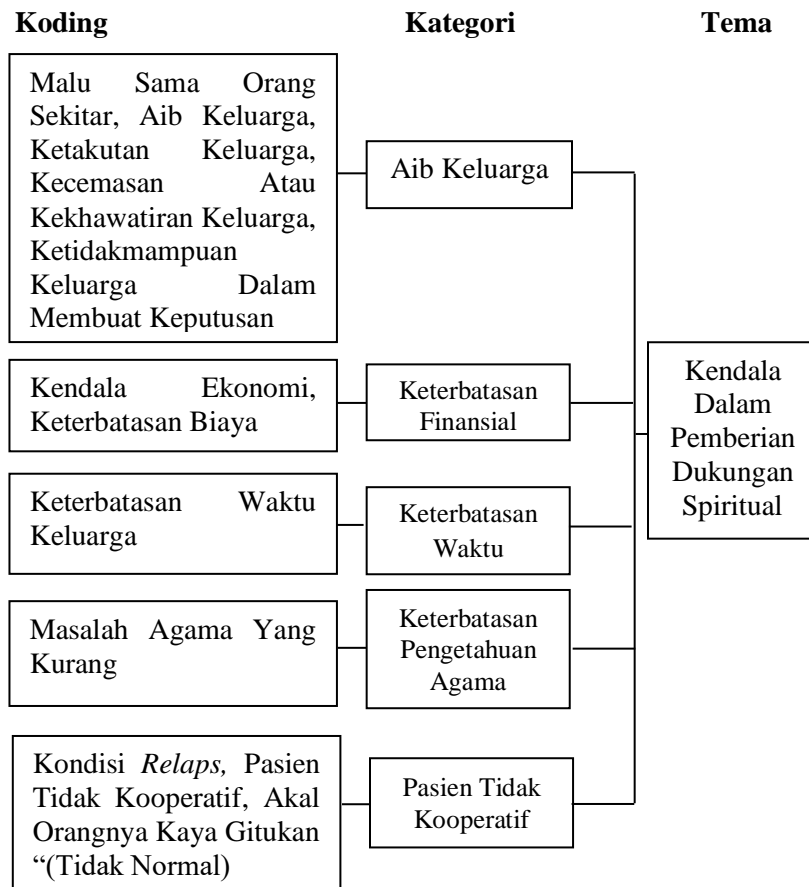 Koding
Kategori
Tema
Malu Sama Orang
Sekitar, Aib Keluarga,
Ketakutan Keluarga,
Kecemasan Atau
Kekhawatiran Keluarga,
Ketidakmampuan
Keluarga Dalam
Membuat Keputusan
Aib Keluarga
Kendala Ekonomi,
Keterbatasan Biaya
Keterbatasan
Finansial
Keterbatasan Waktu
Keluarga
Keterbatasan
Waktu
Masalah Agama Yang
Kurang
Keterbatasan
Pengetahuan
Agama
Kondisi Relaps, Pasien
Tidak Kooperatif, Akal
Orangnya Kaya Gitukan
“(Tidak Normal)
Pasien Tidak
Kooperatif
Kendala
Dalam
Pemberian
Dukungan
Spiritual